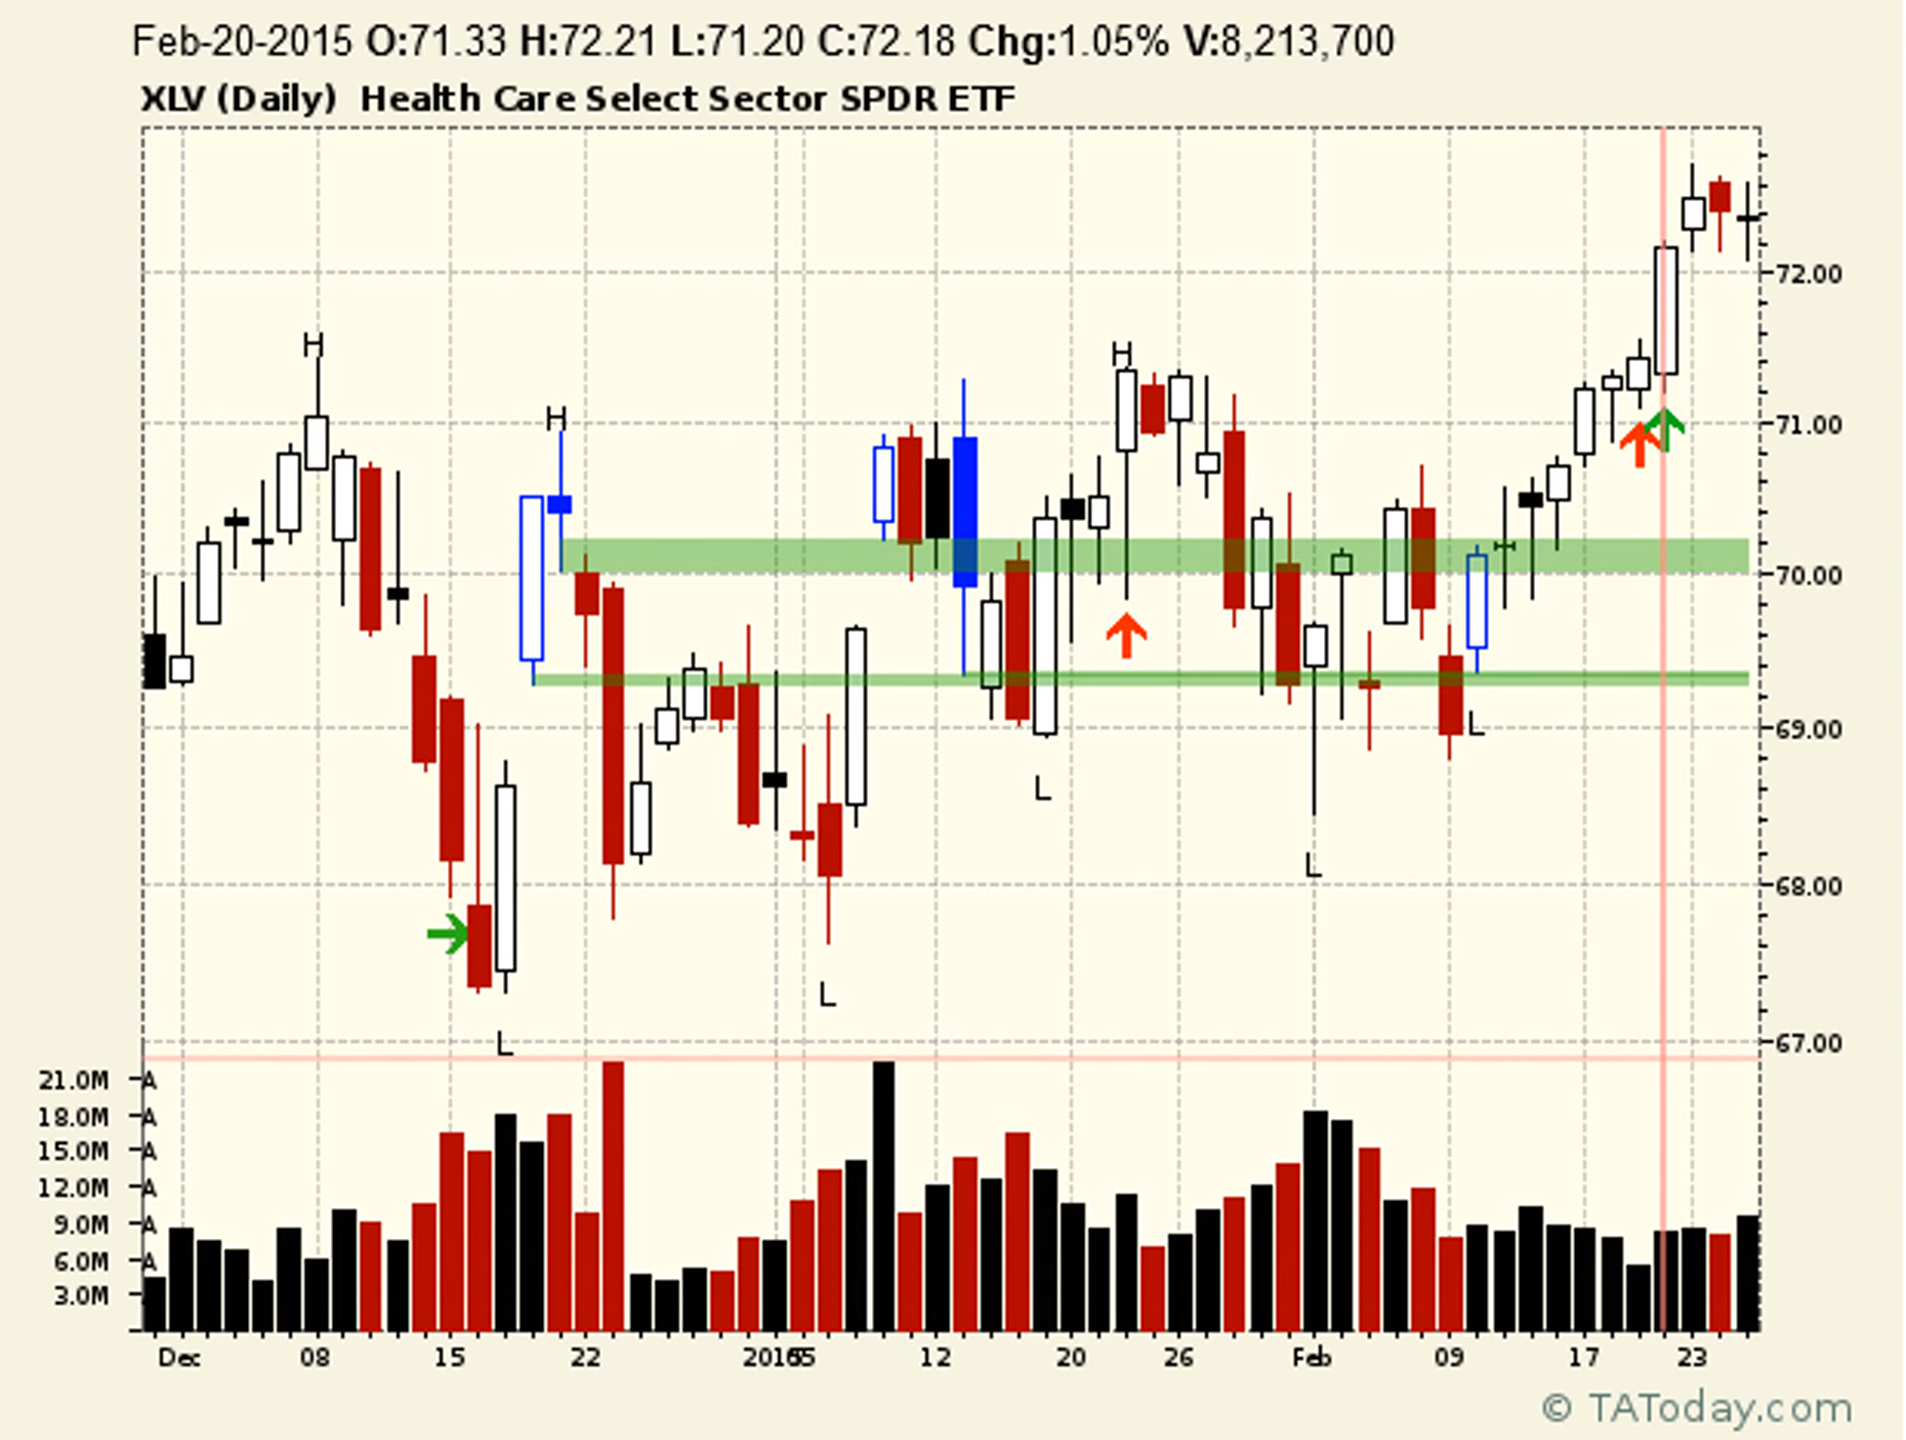 Feb-20-2015 O:71.33 H:72.21 L:71.20 C:72.18 Chg:1.05% V:8,213,700
XLV (Daily) Health Care Select Sector SPDR ETF
H
H
H
72.00
71.00
70.00
69.00
68.00
67.00
L
L
L
L
L
21.0M A
18.0M A
15.0M A
12.0M A
9.0M A
6.0M A
3.0M
Dec 08 15 22 12 20 26 Feb 09 17 23
© TAToday.com